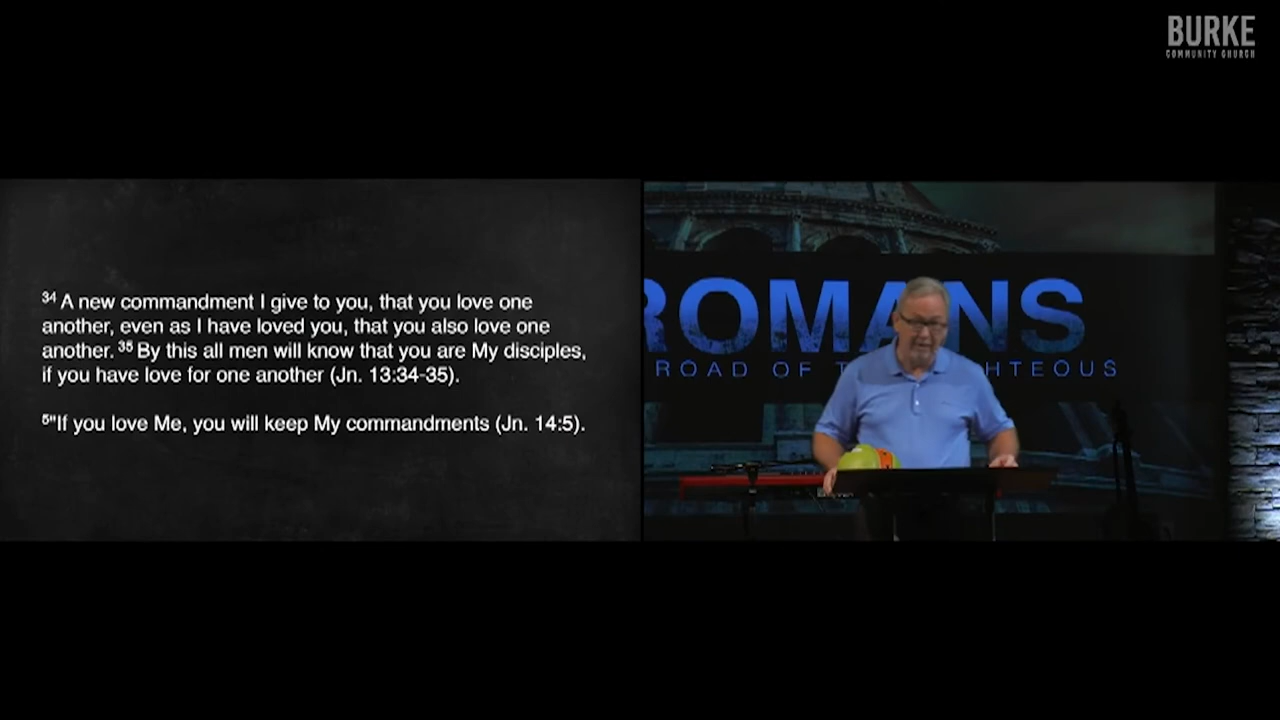 BURKE
COMMUNITY CHURCH
34 A new commandment I give to you, that you love one
another, even as I have loved you, that you also love one
another. 35 By this all men will know that you are My disciples,
if you have love for one another (Jn. 13:34-35).
5"If you love Me, you will keep My commandments (Jn. 14:5).
ROMANS
ROAD OF T HTEOUS